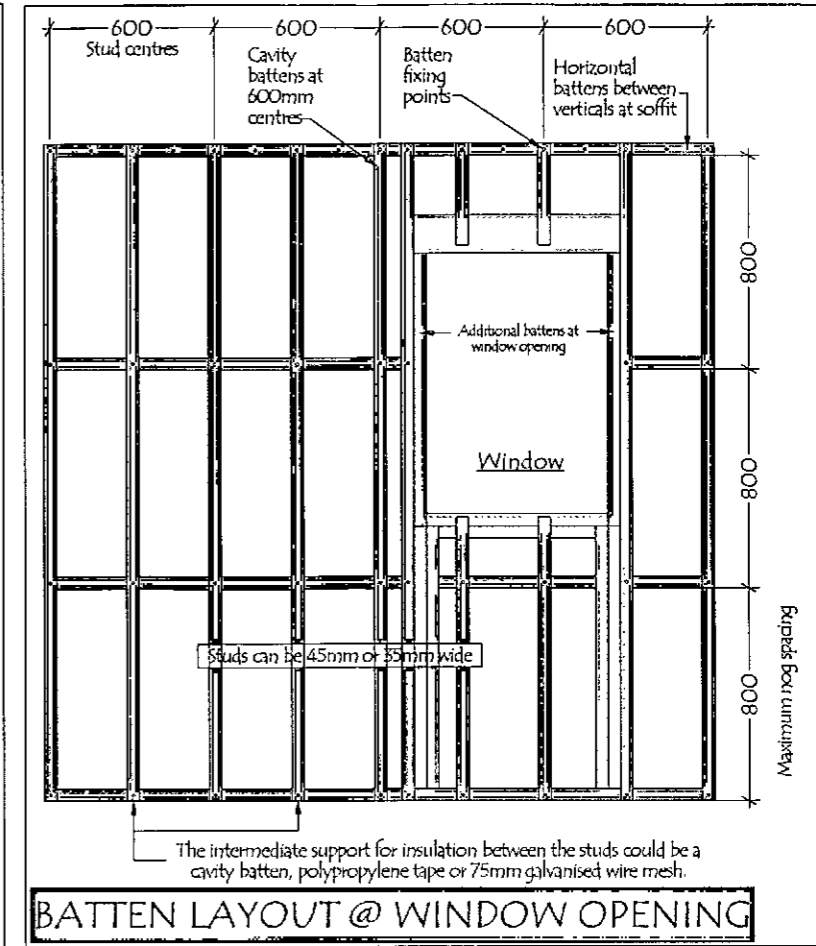 600 600 600 600
Stud centres
Cavity
battens at
600mm
centres
Batten
fixing
points
Horizontal
battens between
verticals at soffit
800
Additional battens at
window opening
Window
800
Studs can be 45mm or 35mm wide
800
Maximum nog spacing
The intermediate support for insulation between the studs could be a
cavity batten, polypropylene tape or 75mm galvanised wire mesh.
BATTEN LAYOUT @ WINDOW OPENING